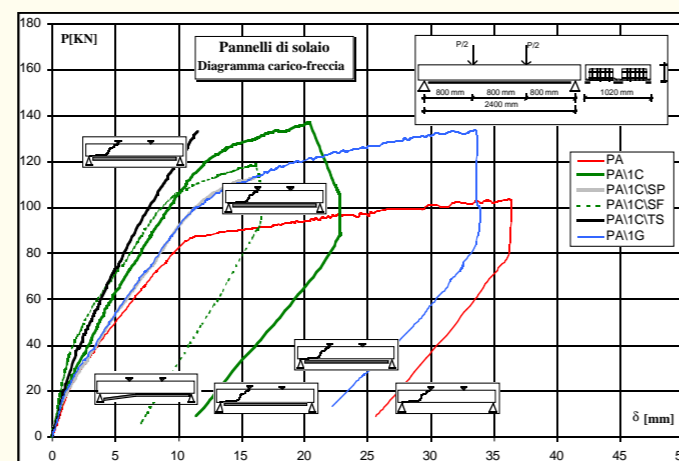 P[KN]
Pannelli di solaio
Diagramma carico-freccia
P/2 P/2
800 mm 800 mm 800 mm
2400 mm
1020 mm
PA
PA\1C
PA\1C\SP
PA\1C\SF
PA\1C\TS
PA\1G
180
160
140
120
100
80
60
40
20
0
0 5 10 15 20 25 30 35 40 45 50
δ [mm]